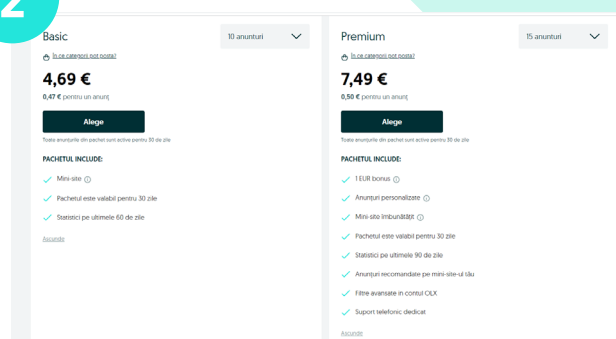 2
Basic
10 anunturi
În ce categorii pot posta?
4,69 €
0,47 € pentru un anunț
Alege
Toate anunțurile din pachet sunt active pentru 30 de zile
PACHETUL INCLUDE:
Mini-site
Pachetul este valabil pentru 30 zile
Statistici pe ultimele 60 de zile
Ascunde
Premium
15 anunturi
În ce categorii pot posta?
7,49 €
0,50 € pentru un anunț
Alege
Toate anunțurile din pachet sunt active pentru 30 de zile
PACHETUL INCLUDE:
1 EUR bonus
Anunțuri personalizate
Mini-site îmbunătățit
Pachetul este valabil pentru 30 zile
Statistici pe ultimele 90 de zile
Anunțuri recomandate pe mini-site-ul tău
Filtre avansate in contul OLX
Suport telefonic dedicat
Ascunde